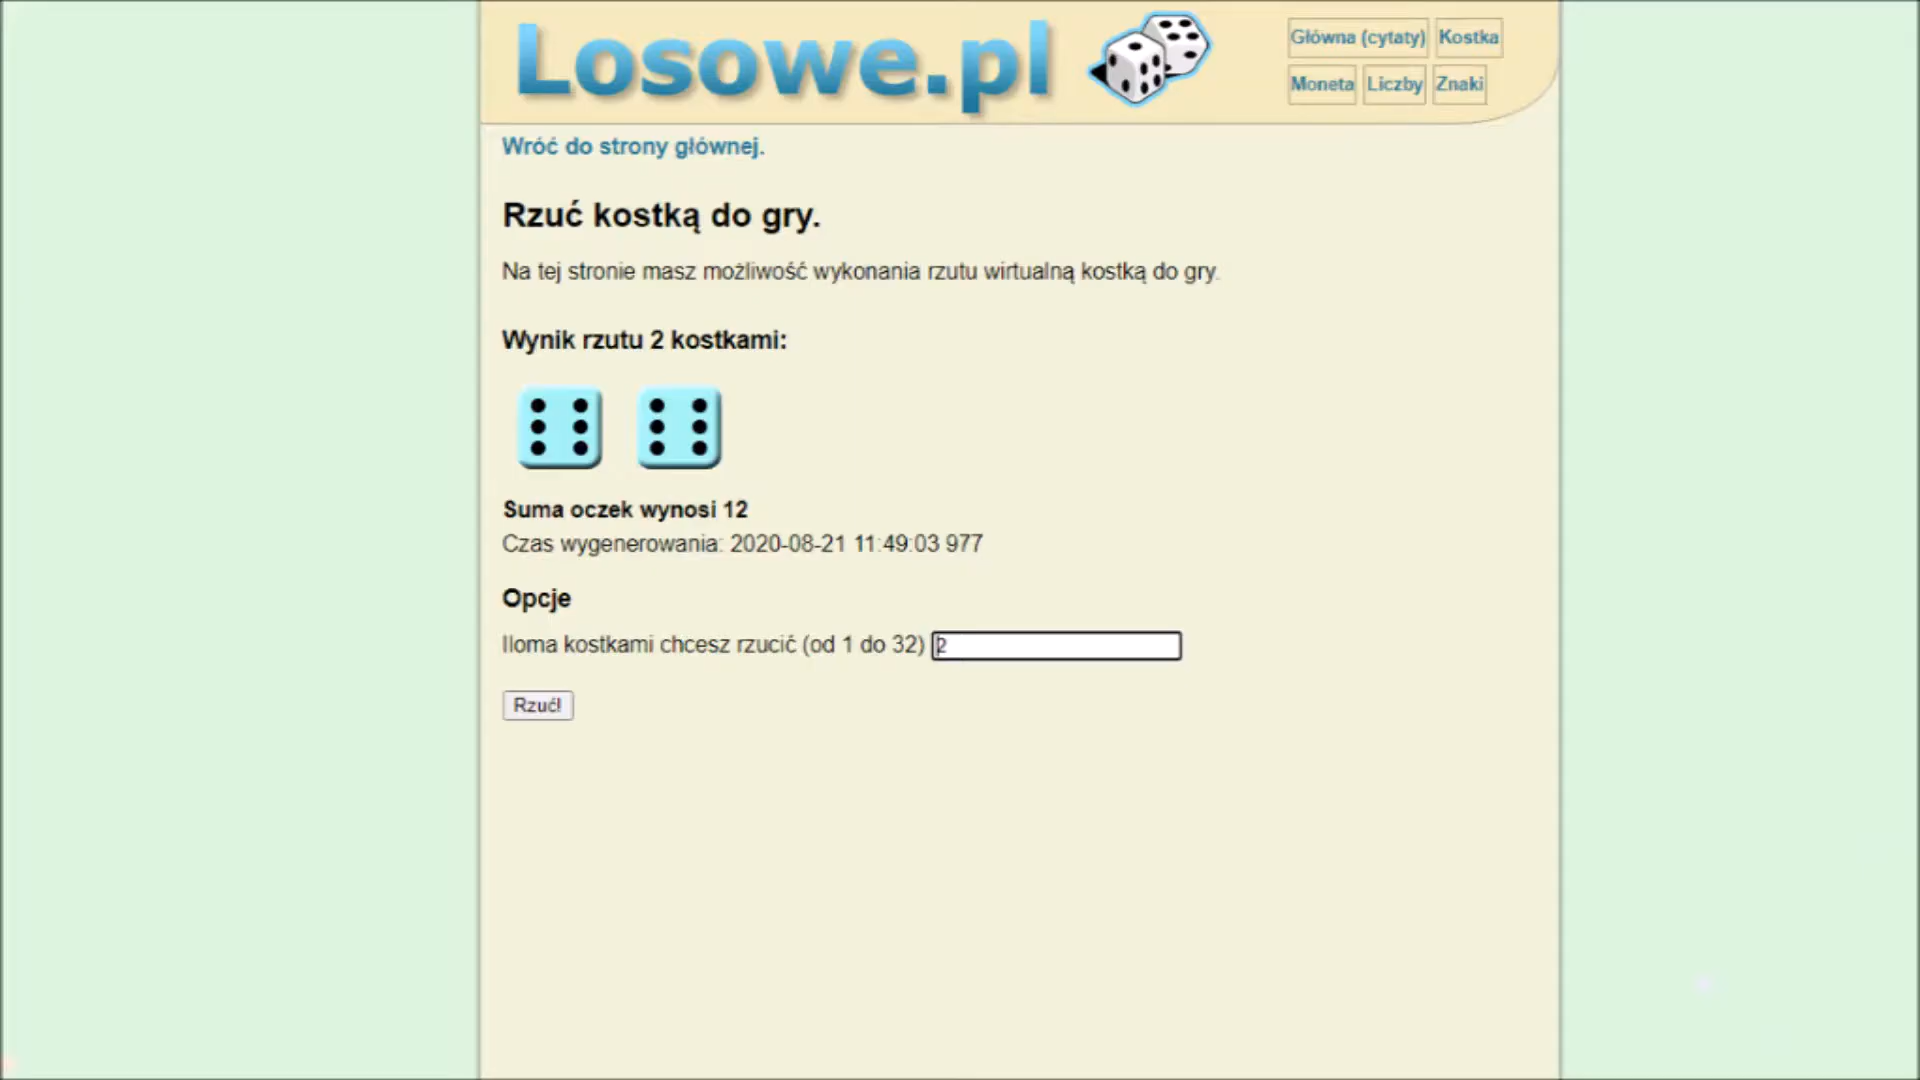 Losowe.pl
Główna (cytaty) Kostka
Moneta Liczby Znaki
Wróć do strony głównej.
Rzuć kostką do gry.
Na tej stronie masz możliwość wykonania rzutu wirtualną kostką do gry.
Wynik rzutu 2 kostkami:
Suma oczek wynosi 12
Czas wygenerowania: 2020-08-21 11:49:03 977
Opcje
Iloma kostkami chcesz rzucić (od 1 do 32) 2
Rzuć!